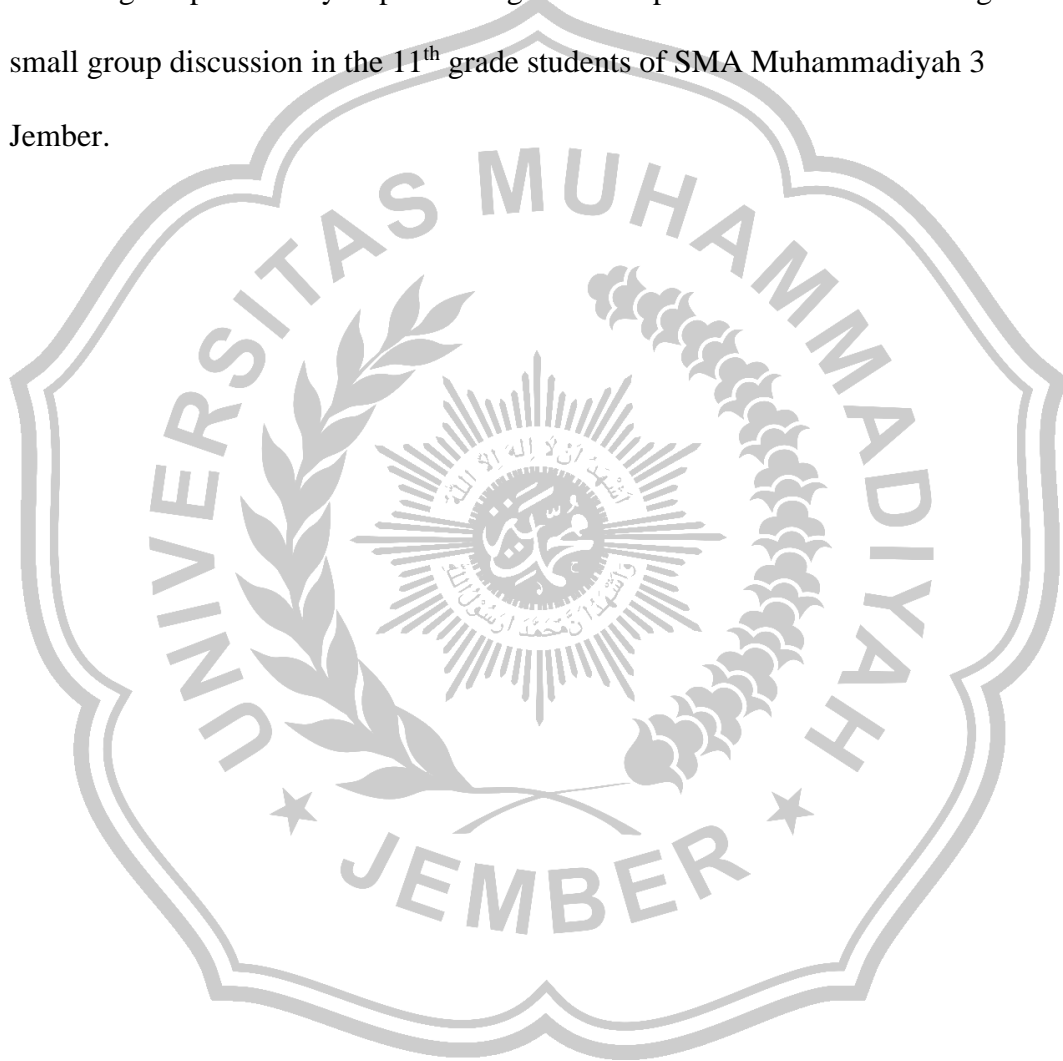 small group discussion in the 11th grade students of SMA Muhammadiyah 3
Jember.
UNIVERSITAS MUHAMMADIYAH
JEMBER